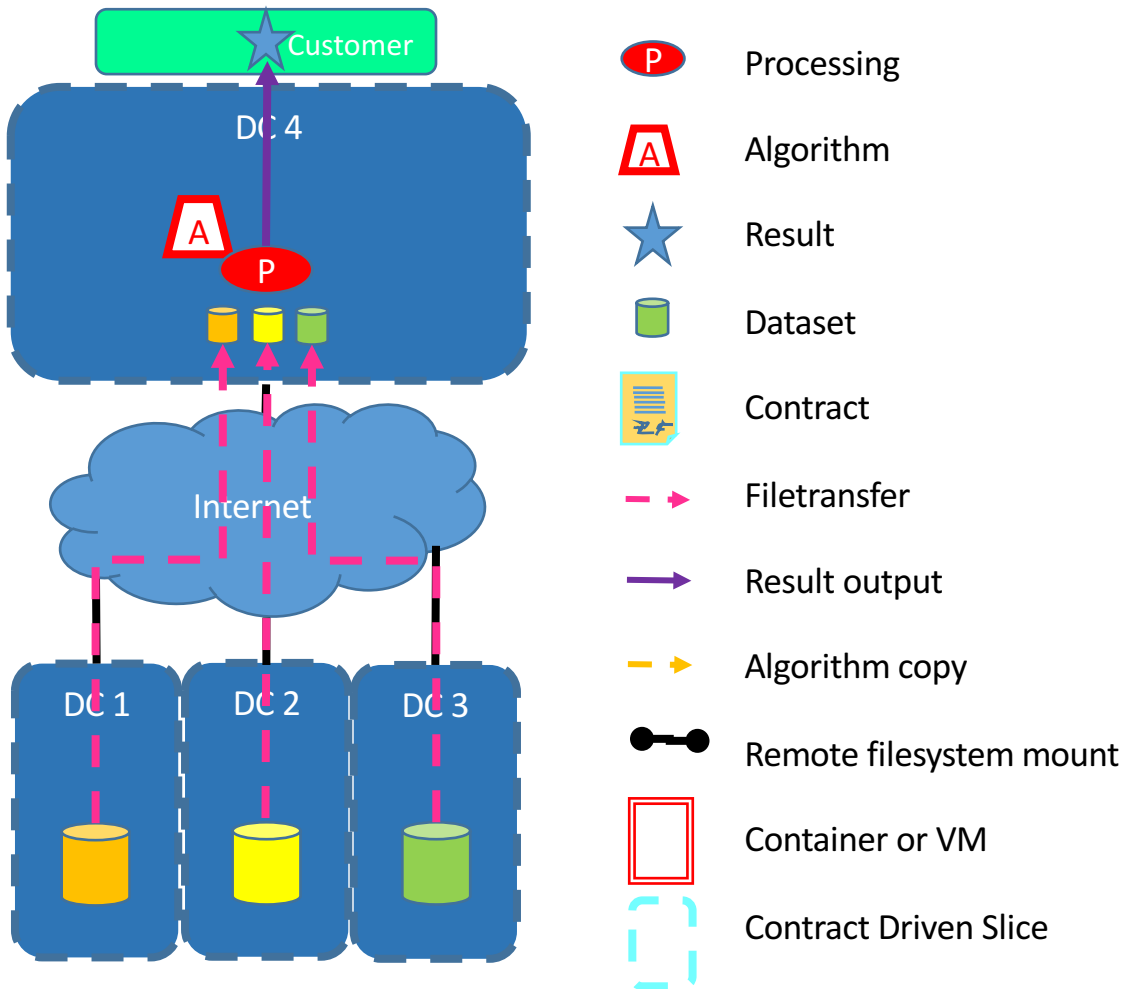 Customer
DC 4
A
P
Internet
DC 1
DC 2
DC 3
P
Processing
A
Algorithm
Result
Dataset
Contract
Filetransfer
Result output
Algorithm copy
Remote filesystem mount
Container or VM
Contract Driven Slice